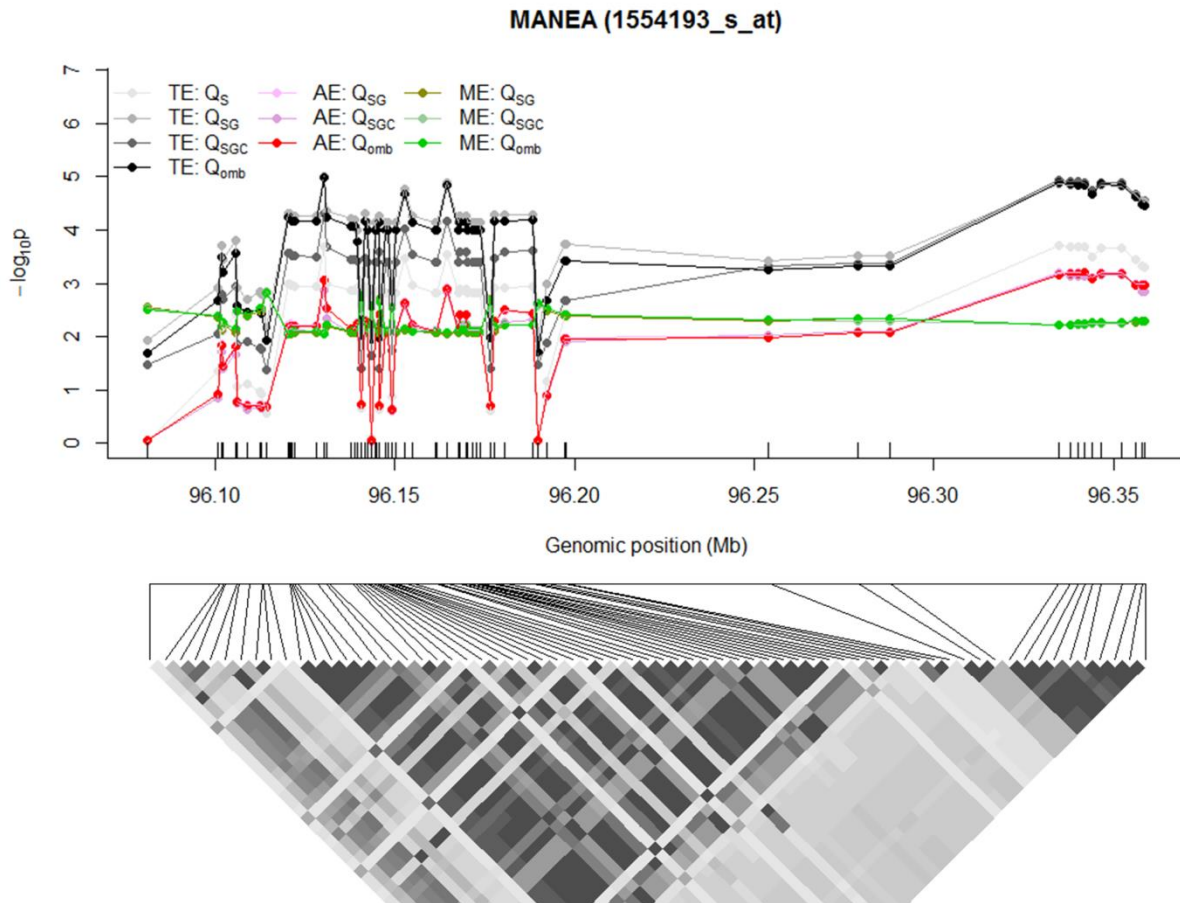 MANEA (1554193_s_at)
7
6
5
4
3
2
1
0
−log10p
TE: QS AE: QSG ME: QSG
TE: QSG AE: QSGC ME: QSGC
TE: QSGC AE: Qomb ME: Qomb
TE: Qomb
96.10 96.15 96.20 96.25 96.30 96.35
Genomic position (Mb)